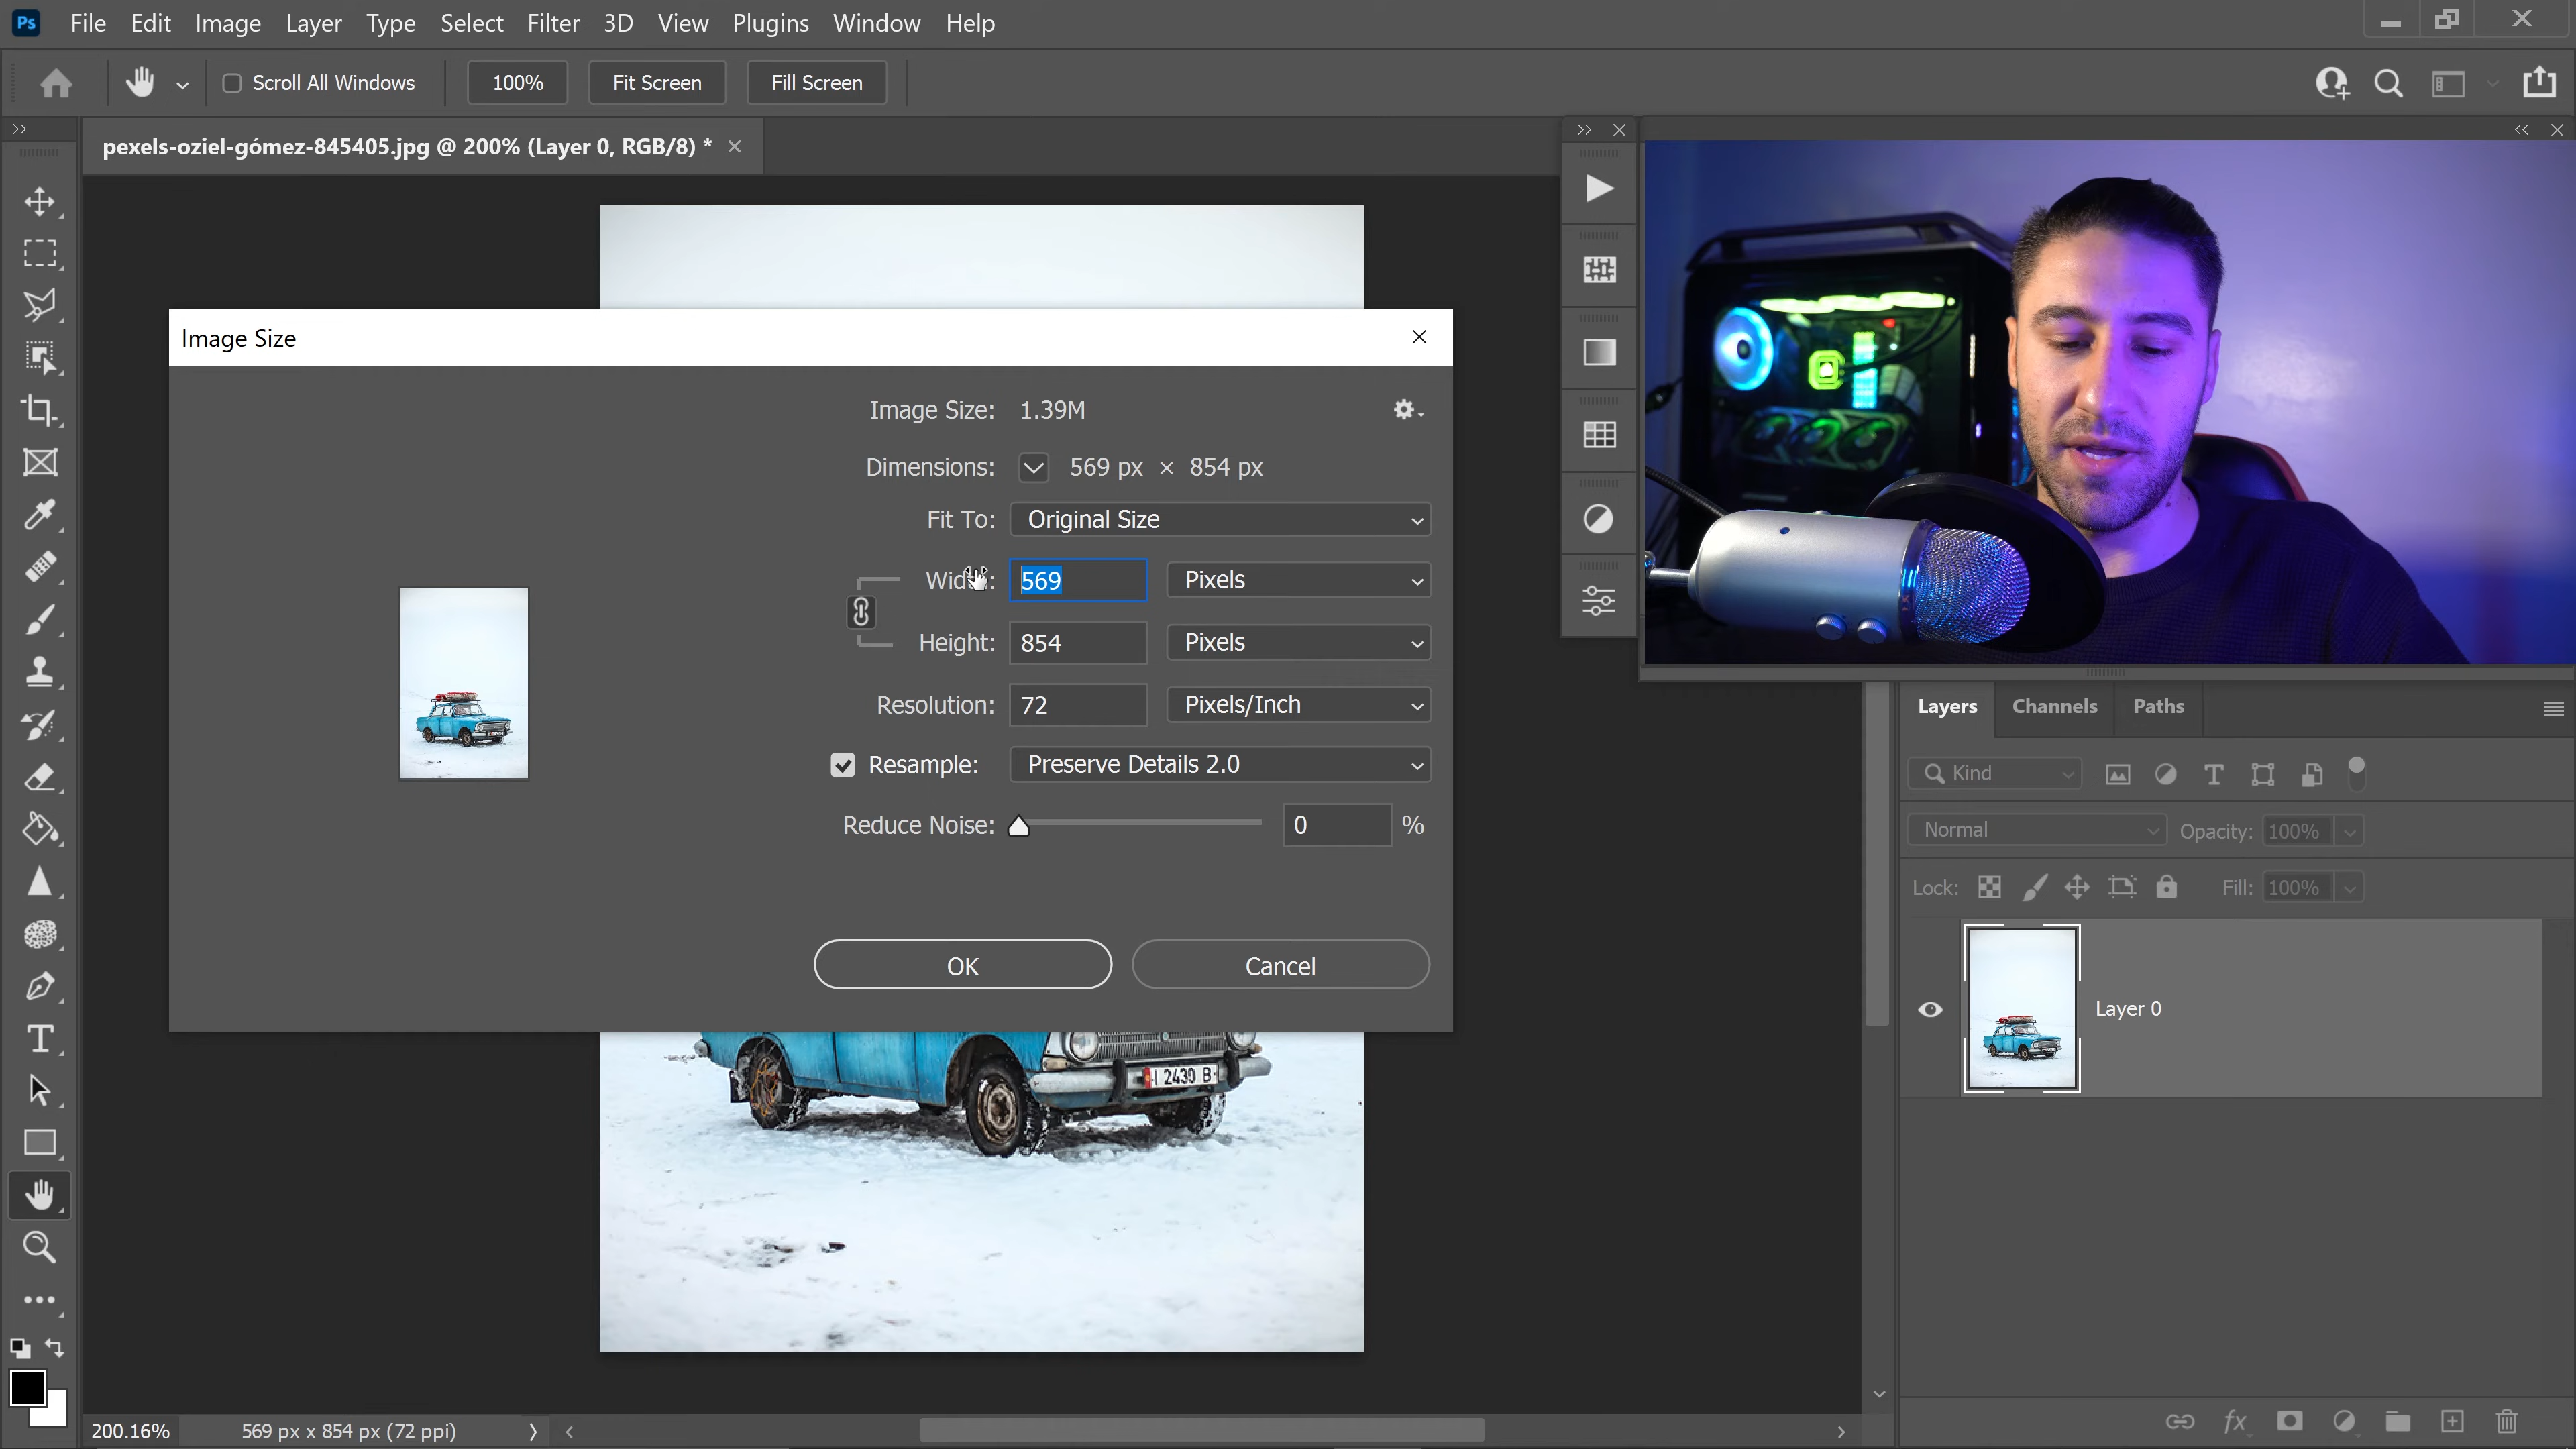 Ps File Edit Image Layer Type Select Filter 3D View Plugins Window Help
Scroll All Windows 100% Fit Screen Fill Screen
pexels-oziel-gómez-845405.jpg @ 200% (Layer 0, RGB/8) *
Image Size
Image Size: 1.39M
Dimensions: 569 px × 854 px
Fit To: Original Size
Width: 569 Pixels
Height: 854 Pixels
Resolution: 72 Pixels/Inch
Resample: Preserve Details 2.0
Reduce Noise: 0 %
OK Cancel
I 2430 B
Layers Channels Paths
Kind
Normal Opacity: 100%
Lock: Fill: 100%
Layer 0
200.16% 569 px x 854 px (72 ppi)